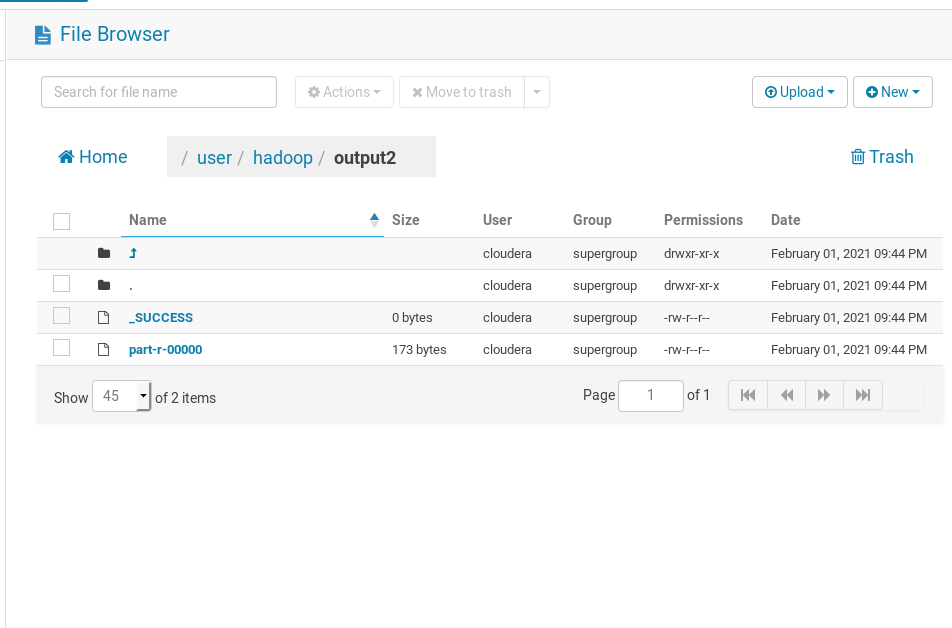 File Browser
Search for file name Actions Move to trash Upload New
Home / user / hadoop / output2 Trash
Name Size User Group Permissions Date
cloudera supergroup drwxr-xr-x February 01, 2021 09:44 PM
. cloudera supergroup drwxr-xr-x February 01, 2021 09:44 PM
_SUCCESS 0 bytes cloudera supergroup -rw-r--r-- February 01, 2021 09:44 PM
part-r-00000 173 bytes cloudera supergroup -rw-r--r-- February 01, 2021 09:44 PM
Show 45 of 2 items Page 1 of 1